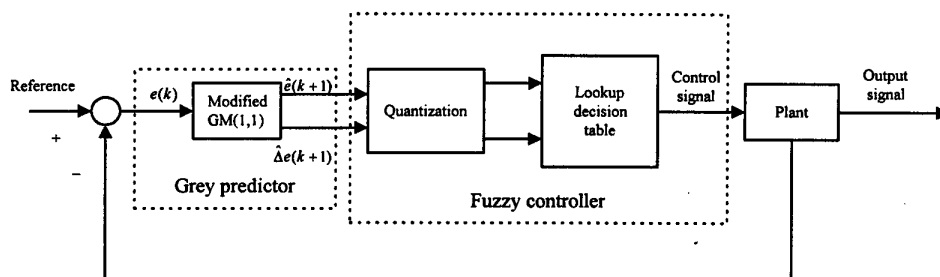 Reference
+
−
e(k)
Modified
GM(1,1)
ê(k+1)
Δ̂e(k+1)
Grey predictor
Quantization
Lookup
decision
table
Fuzzy controller
Control
signal
Plant
Output
signal